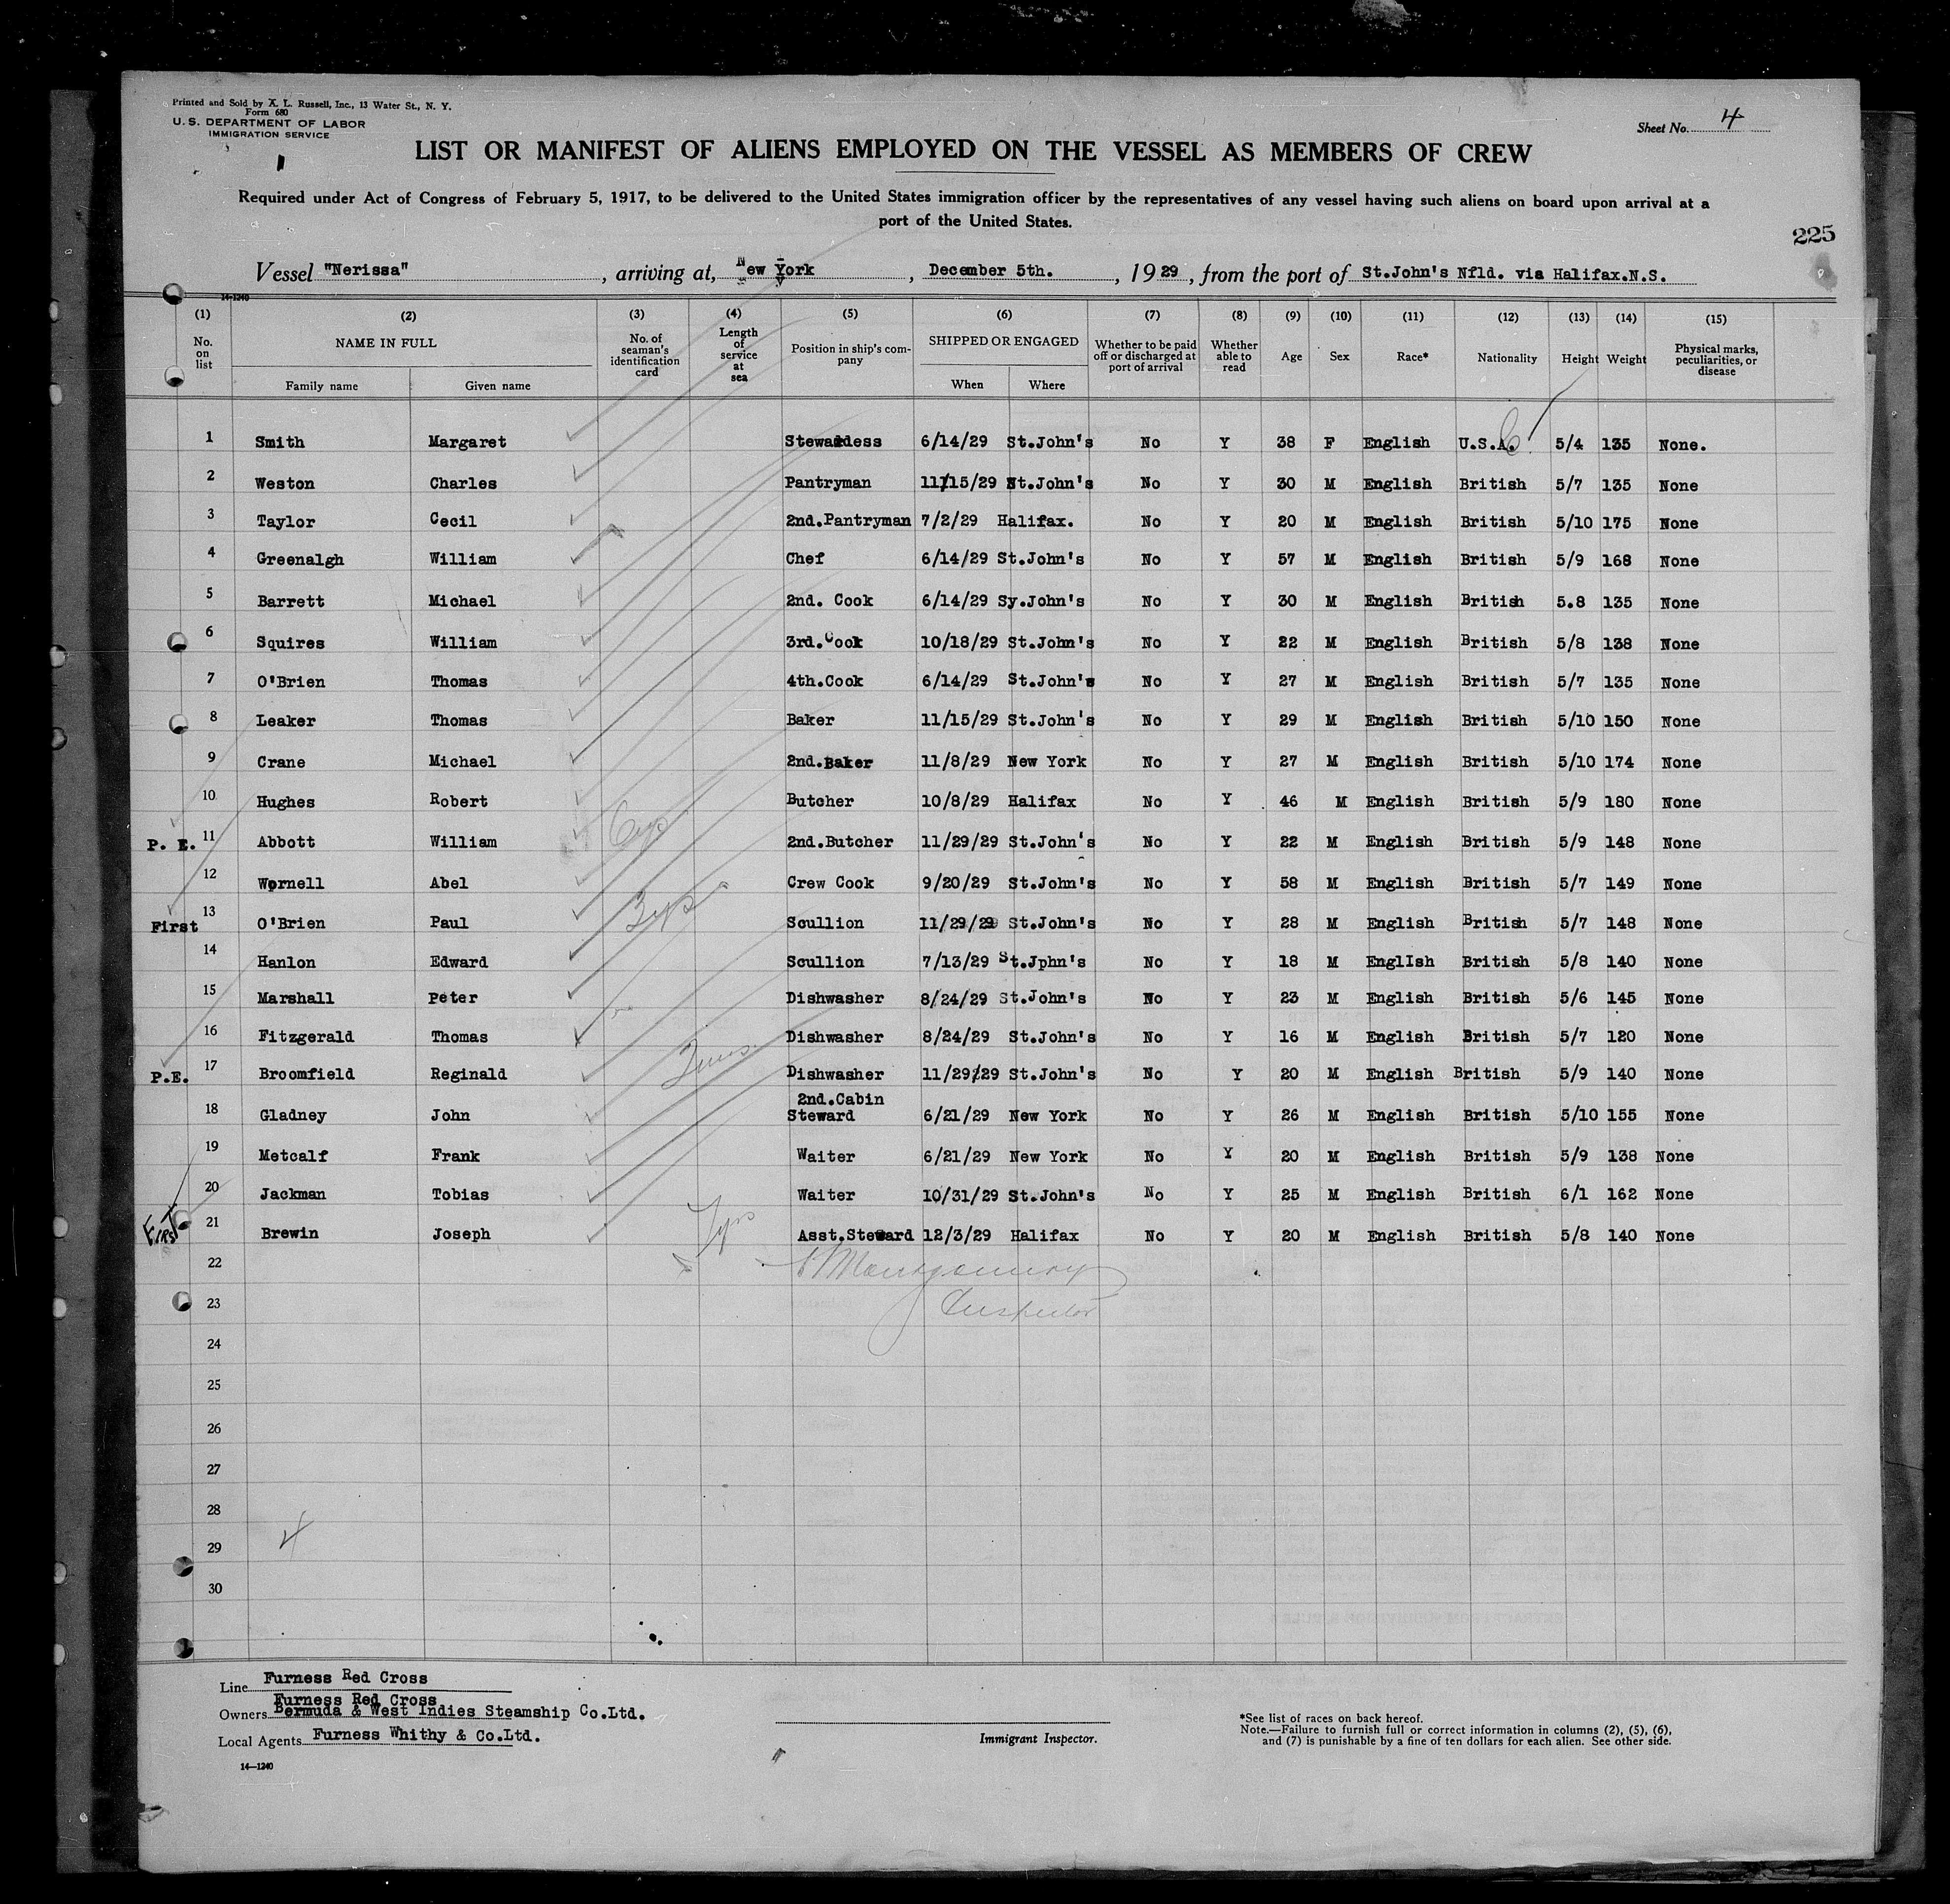 Printed and Sold by A. L. Russell, Inc., 13 Water St., N. Y.
Form 680
U. S. DEPARTMENT OF LABOR
IMMIGRATION SERVICE
Sheet No. 4
LIST OR MANIFEST OF ALIENS EMPLOYED ON THE VESSEL AS MEMBERS OF CREW
Required under Act of Congress of February 5, 1917, to be delivered to the United States immigration officer by the representatives of any vessel having such aliens on board upon arrival at a
port of the United States.
225
Vessel "Nerissa", arriving at, New York, December 5th., 1929, from the port of St.John's Nfld. via Halifax.N.S.
14-1240
(1) (2) (3) (4) (5) (6) (7) (8) (9) (10) (11) (12) (13) (14) (15)
No. on list NAME IN FULL Family name Given name No. of seaman's identification card Length of service at sea Position in ship's company SHIPPED OR ENGAGED When Where Whether to be paid off or discharged at port of arrival Whether able to read Age Sex Race* Nationality Height Weight Physical marks, peculiarities, or disease
1 Smith Margaret Stewardess 6/14/29 St.John's No Y 38 F English U.S.A. 5/4 135 None.
2 Weston Charles Pantryman 11/15/29 St.John's No Y 30 M English British 5/7 135 None
3 Taylor Cecil 2nd.Pantryman 7/2/29 Halifax. No Y 20 M English British 5/10 175 None
4 Greenalgh William Chef 6/14/29 St.John's No Y 57 M English British 5/9 168 None
5 Barrett Michael 2nd. Cook 6/14/29 Sy.John's No Y 30 M English British 5.8 135 None
6 Squires William 3rd.Cook 10/18/29 St.John's No Y 22 M English British 5/8 138 None
7 O'Brien Thomas 4th.Cook 6/14/29 St.John's No Y 27 M English British 5/7 135 None
8 Leaker Thomas Baker 11/15/29 St.John's No Y 29 M English British 5/10 150 None
9 Crane Michael 2nd.Baker 11/8/29 New York No Y 27 M English British 5/10 174 None
10 Hughes Robert Butcher 10/8/29 Halifax No Y 46 M English British 5/9 180 None
P. E. 11 Abbott William 6yrs 2nd.Butcher 11/29/29 St.John's No Y 22 M English British 5/9 148 None
12 Wornell Abel Crew Cook 9/20/29 St.John's No Y 58 M English British 5/7 149 None
First 13 O'Brien Paul 3yrs Scullion 11/29/29 St.John's No Y 28 M English British 5/7 148 None
14 Hanlon Edward Scullion 7/13/29 St.Jphn's No Y 18 M EnglIsh British 5/8 140 None
15 Marshall Peter Dishwasher 8/24/29 St.John's No Y 23 M English British 5/6 145 None
16 Fitzgerald Thomas Dishwasher 8/24/29 St.John's No Y 16 M English British 5/7 120 None
P.E. 17 Broomfield Reginald Dishwasher 11/29/29 St.John's No Y 20 M English British 5/9 140 None
18 Gladney John 2nd.Cabin Steward 6/21/29 New York No Y 26 M English British 5/10 155 None
19 Metcalf Frank Waiter 6/21/29 New York No Y 20 M English British 5/9 138 None
20 Jackman Tobias Waiter 10/31/29 St.John's No Y 25 M English British 6/1 162 None
FIRST 21 Brewin Joseph Asst.Steward 12/3/29 Halifax No Y 20 M English British 5/8 140 None
22 Montgomery
23 Inspector
24
25
26
27
28
29 4
30
Line Furness Red Cross
Furness Red Cross
Owners Bermuda & West Indies Steamship Co.Ltd.
Local Agents Furness Whithy & Co.Ltd.
14—1240
Immigrant Inspector.
*See list of races on back hereof.
Note.—Failure to furnish full or correct information in columns (2), (5), (6),
and (7) is punishable by a fine of ten dollars for each alien. See other side.